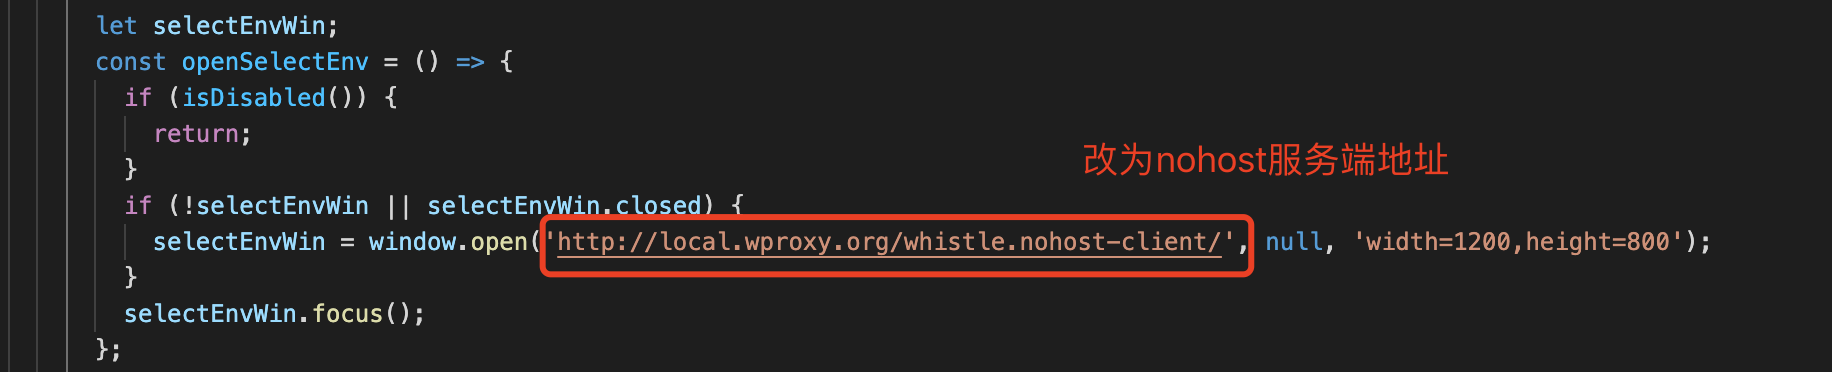 let selectEnvWin;
const openSelectEnv = () => {
if (isDisabled()) {
return;
}
改为nohost服务端地址
if (!selectEnvWin || selectEnvWin.closed) {
selectEnvWin = window.open('http://local.wproxy.org/whistle.nohost-client/', null, 'width=1200,height=800');
}
selectEnvWin.focus();
};